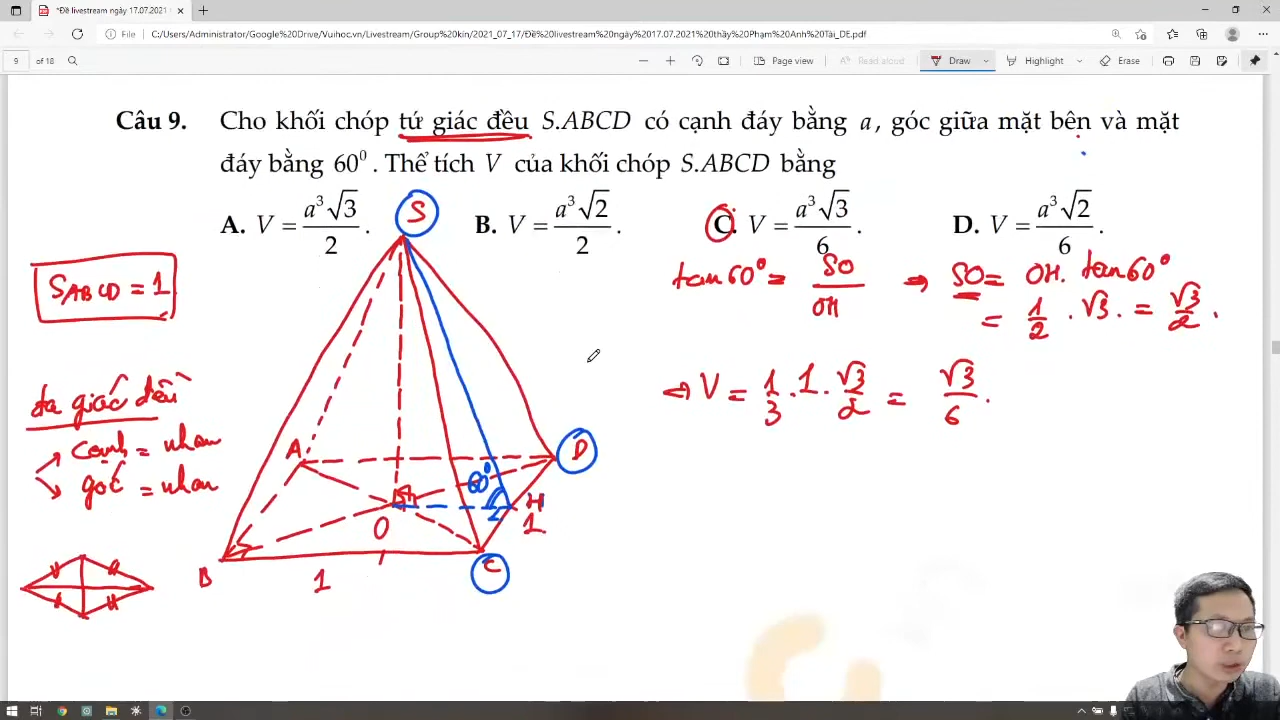 *Đề livestream ngày 17.07.2021
File C:/Users/Administrator/Google%20Drive/Vuihoc.vn/Livestream/Group%20kin/2021_07_17/Đề%20livestream%20ngày%2017.07.2021%20thầy%20Phạm%20Anh%20Tài_DE.pdf
9 of 18 Page view Read aloud Draw Highlight Erase
Câu 9. Cho khối chóp tứ giác đều S.ABCD có cạnh đáy bằng a, góc giữa mặt bên và mặt
đáy bằng 60⁰. Thể tích V của khối chóp S.ABCD bằng
A. V = a³√3/2. B. V = a³√2/2. C. V = a³√3/6. D. V = a³√2/6.
S
S ABCD = 1
tan 60° = SO/OH ⇒ SO = OH. tan 60°
= 1/2 . √3 . = √3/2 .
⇒ V = 1/3 . 1 . √3/2 = √3/6 .
đa giác đều
→ cạnh = nhau
→ góc = nhau
A
D
60°
H
O
1
B
1
C